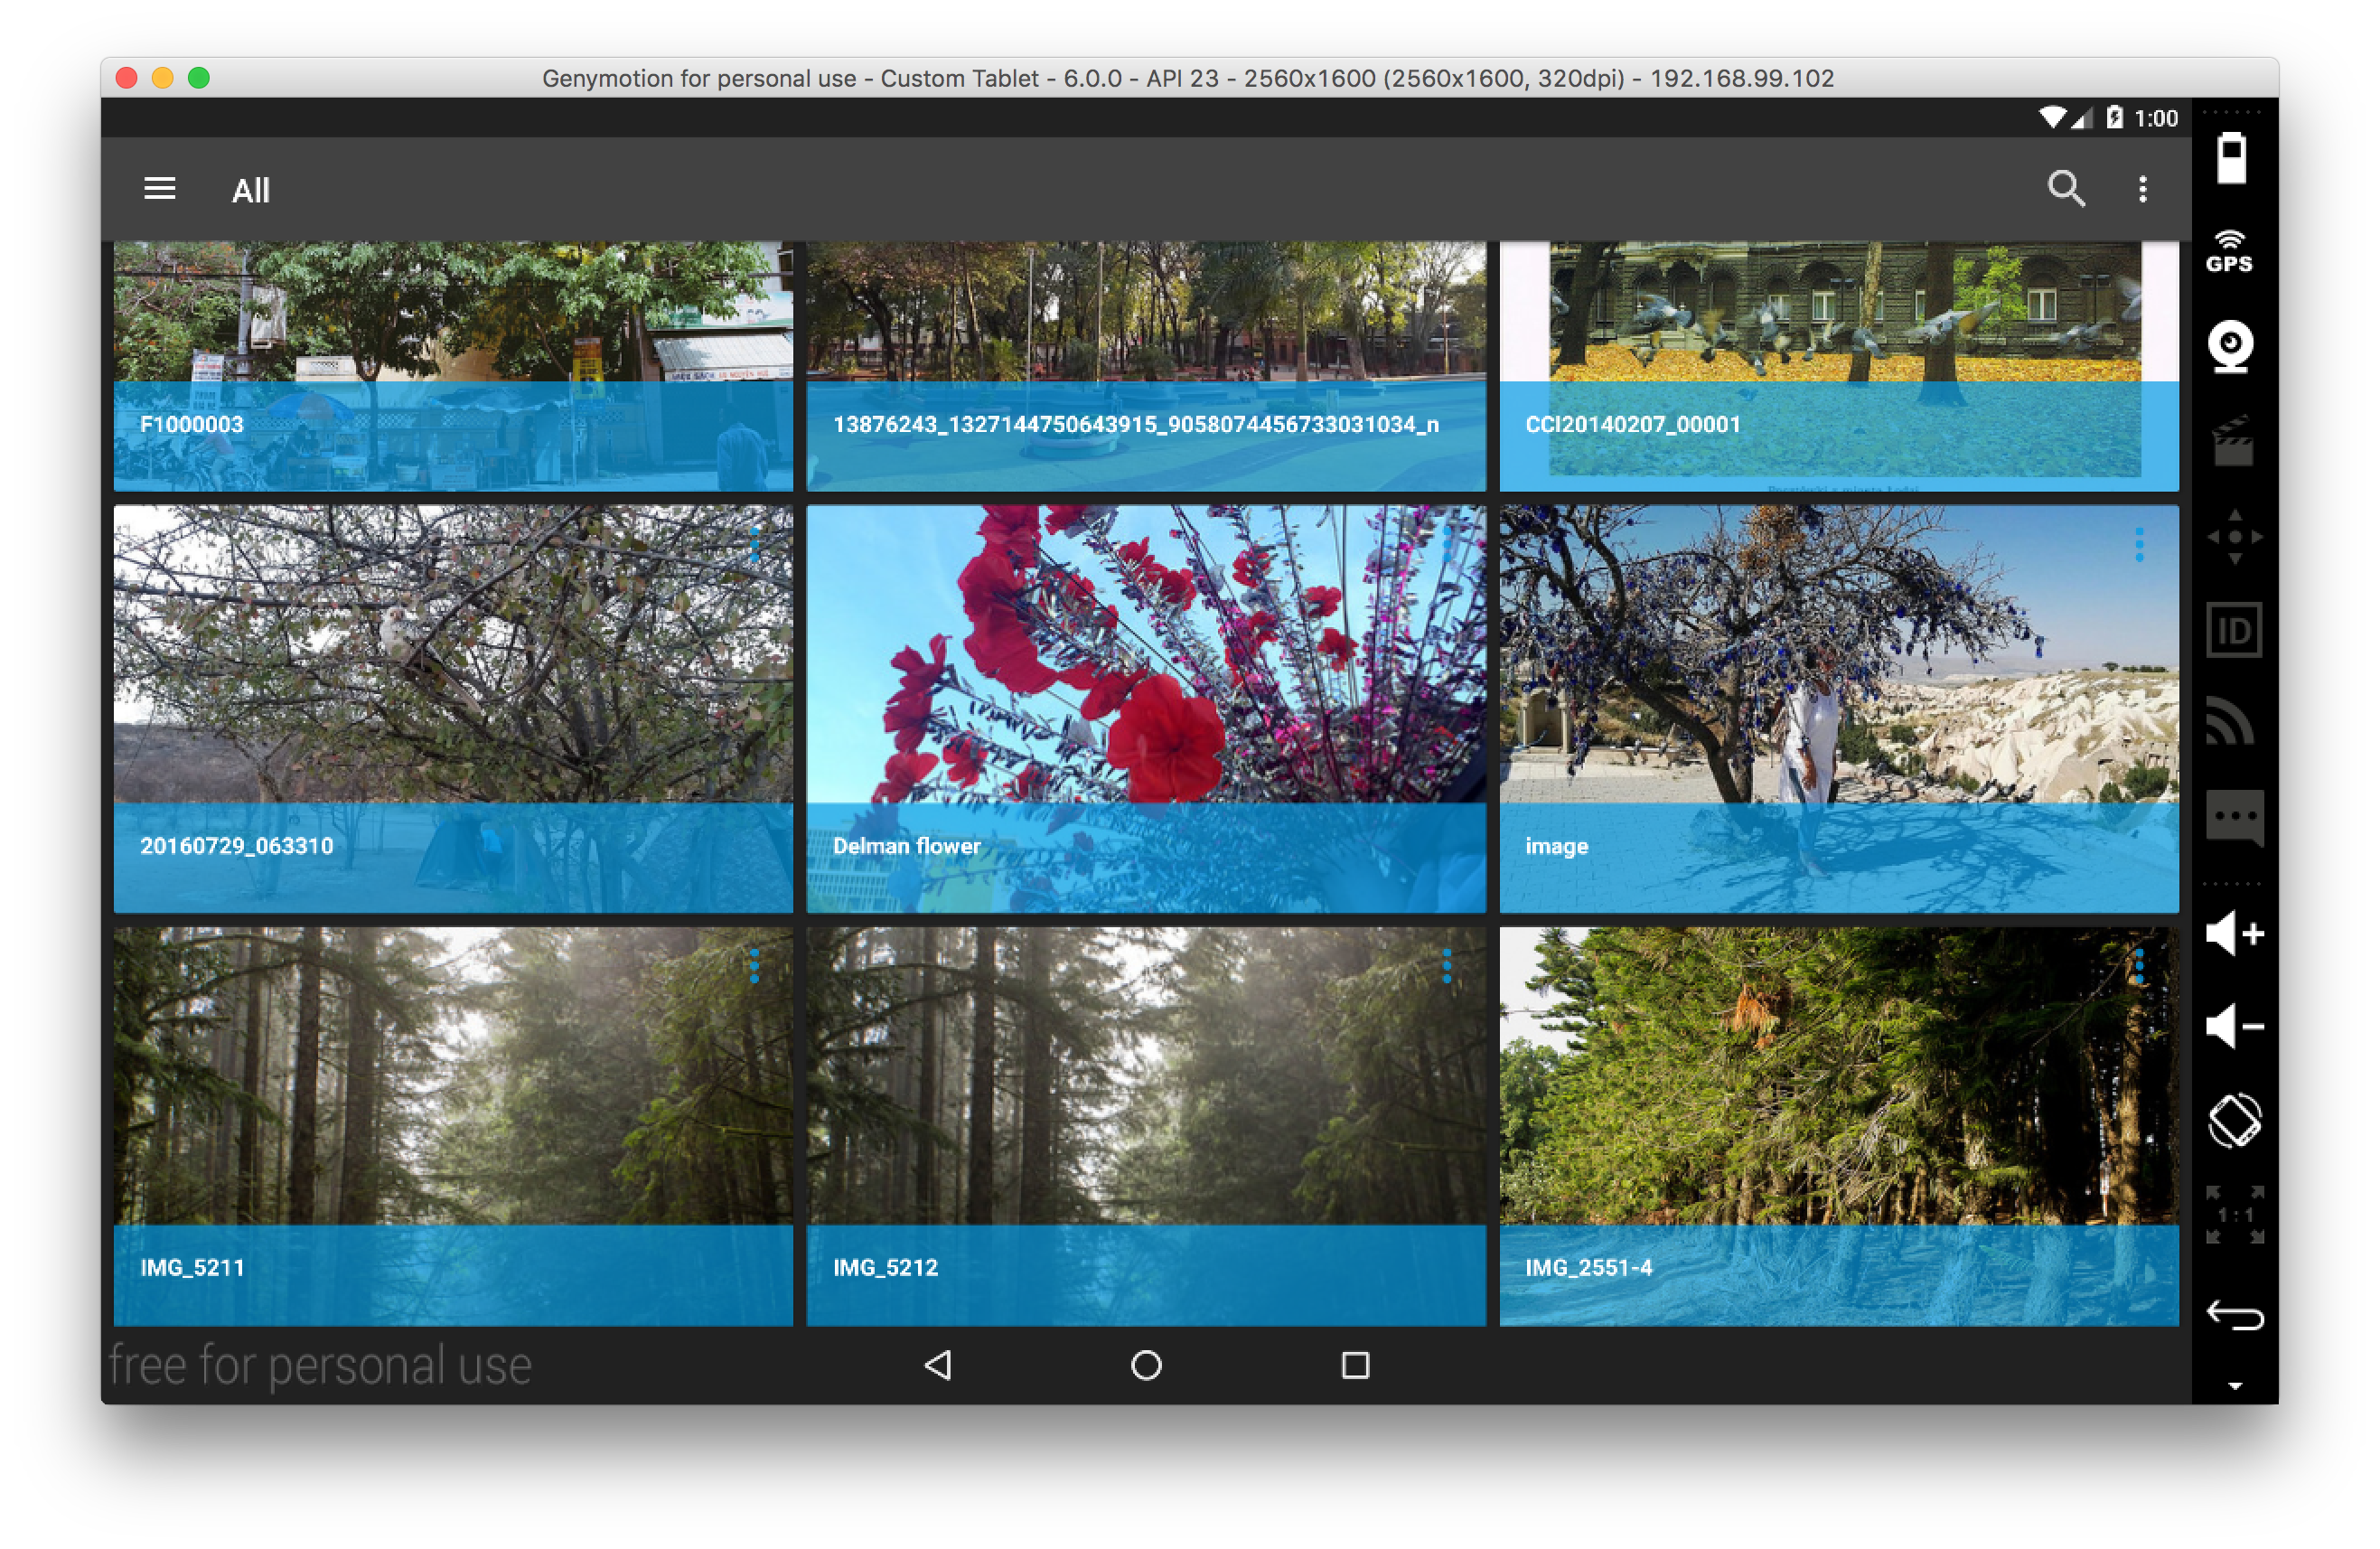 Genymotion for personal use - Custom Tablet - 6.0.0 - API 23 - 2560x1600 (2560x1600, 320dpi) - 192.168.99.102
1:00
All
GPS
F1000003
13876243_1327144750643915_9058074456733031034_n
CCI20140207_00001
ID
20160729_063310
Delman flower
image
IMG_5211
IMG_5212
IMG_2551-4
1:1
free for personal use